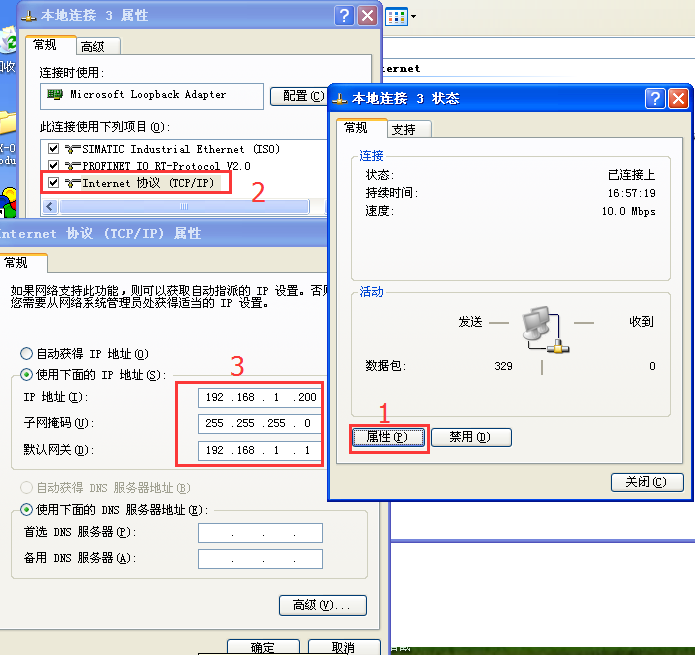 本地连接 3 属性
常规
高级
连接时使用:
Microsoft Loopback Adapter
配置(C)
此连接使用下列项目(O):
SIMATIC Industrial Ethernet (ISO)
PROFINET IO RT-Protocol V2.0
Internet 协议 (TCP/IP)
2
nternet 协议 (TCP/IP) 属性
常规
如果网络支持此功能，则可以获取自动指派的 IP 设置。否则
您需要从网络系统管理员处获得适当的 IP 设置。
自动获得 IP 地址(O)
使用下面的 IP 地址(S):
3
IP 地址(I):
192 .168 . 1 .200
子网掩码(U):
255 .255 .255 . 0
默认网关(D):
192 .168 . 1 . 1
自动获得 DNS 服务器地址(B)
使用下面的 DNS 服务器地址(E):
首选 DNS 服务器(P):
. . .
备用 DNS 服务器(A):
. . .
高级(V)...
确定
取消
ernet
本地连接 3 状态
常规
支持
连接
状态:
已连接上
持续时间:
16:57:19
速度:
10.0 Mbps
活动
发送
收到
数据包:
329
0
1
属性(P)
禁用(D)
关闭(C)